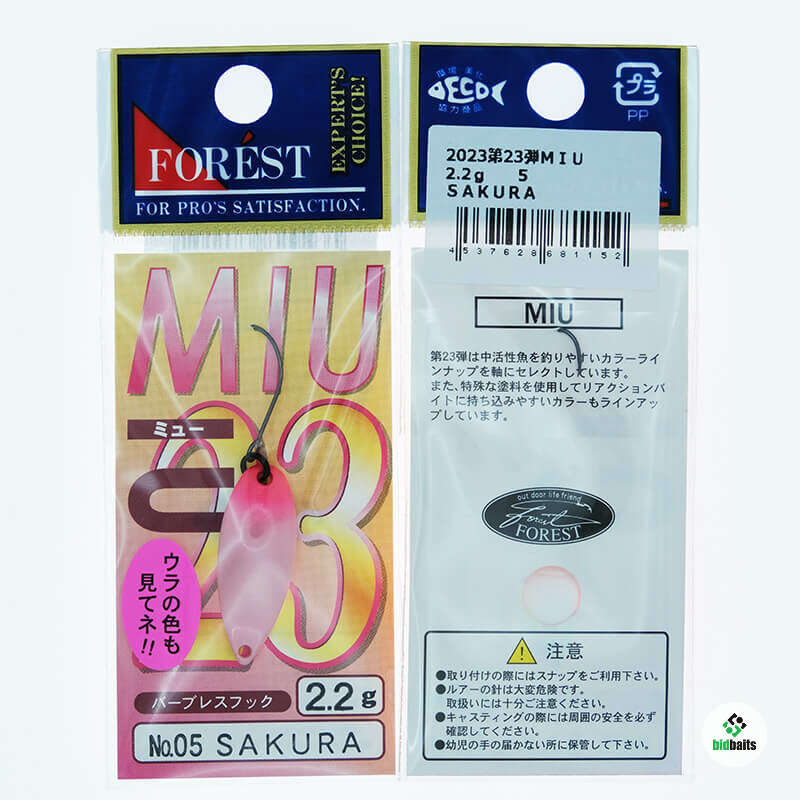 FORÉST
EXPERT'S
CHOICE!
FOR PRO'S SATISFACTION.
MIU
23
ミュー
ウラの色も
見てネ!!
バーブレスフック
2.2g
No.05 SAKURA
環境・美化
ECO
協力商品
プラ
PP
2023第23弾MIU
2.2g 5
SAKURA
4537628681152
MIU
第23弾は中活性魚を釣りやすいカラーライ
ンナップを軸にセレクトしています。
また、特殊な塗料を使用してリアクションバ
イトに持ち込みやすいカラーもラインアッ
プしています。
out door life friend
Forest
FOREST
注意
●取り付けの際にはスナップをご利用下さい。
●ルアーの針は大変危険です。
取扱いには十分ご注意ください。
●キャスティングの際には周囲の安全を必ず
確認してください。
●幼児の手の届かない所に保管して下さい。
bidbaits